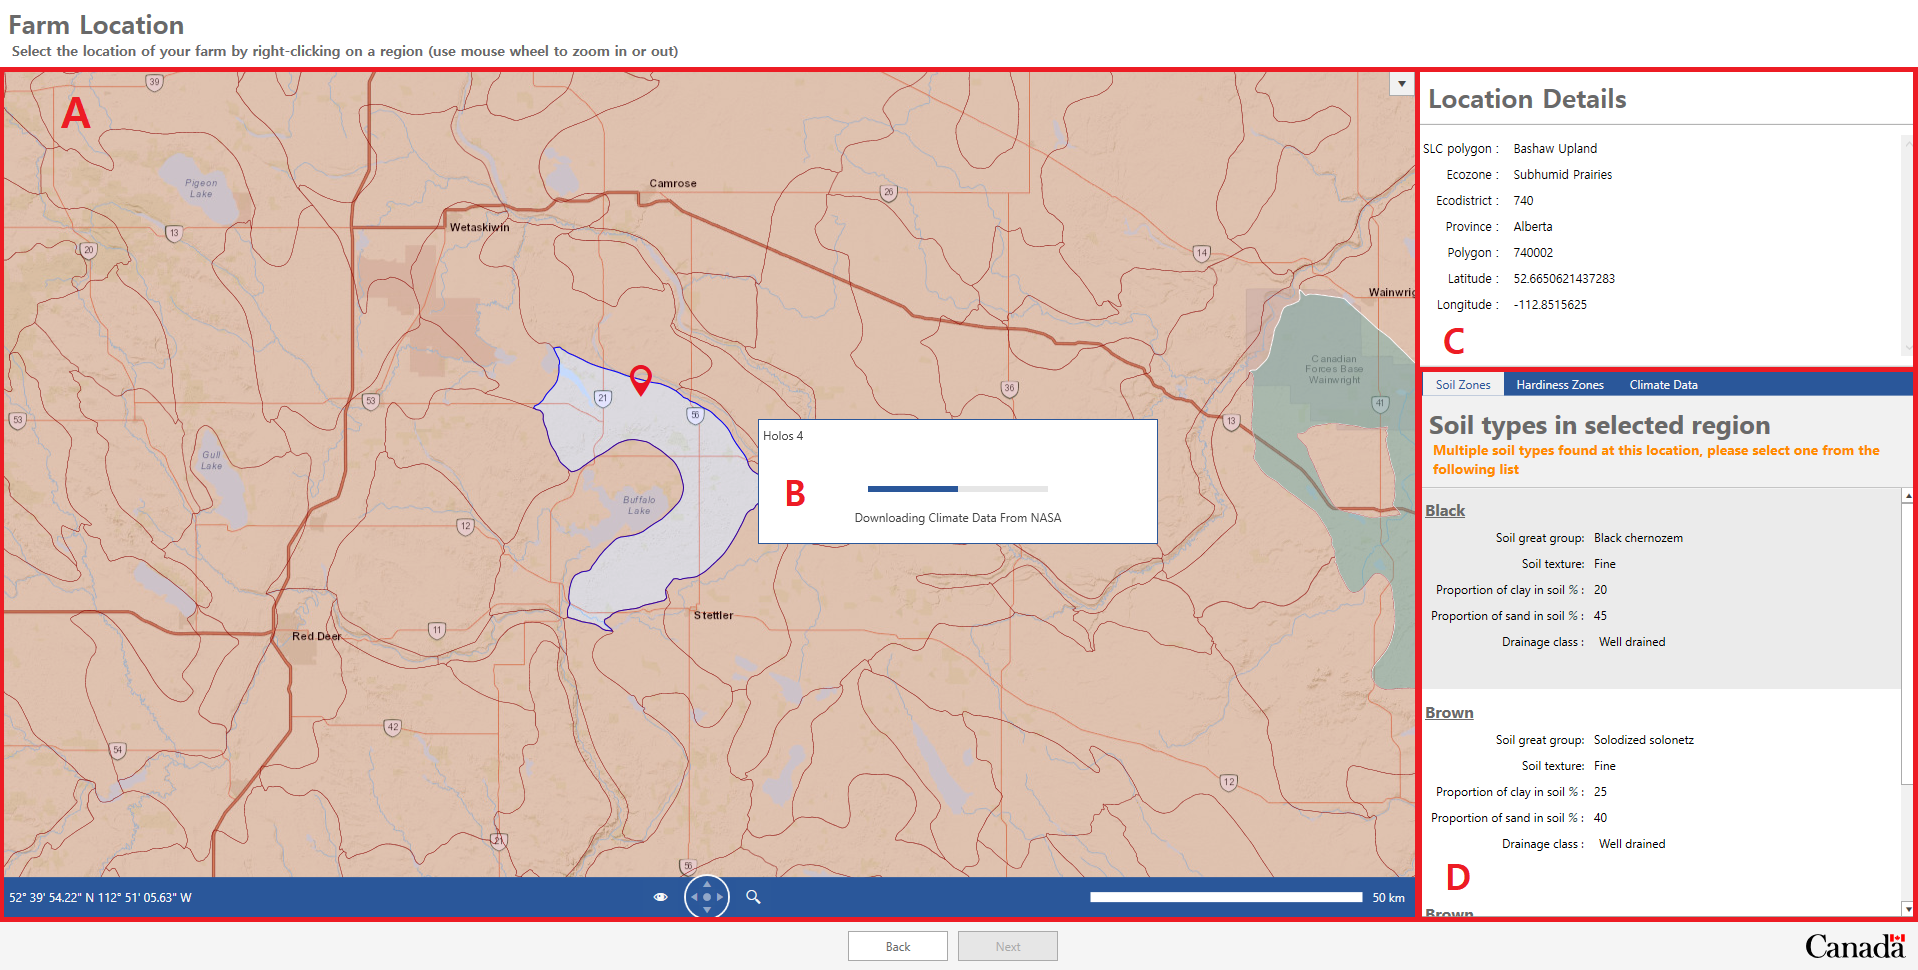 Farm Location
Select the location of your farm by right-clicking on a region (use mouse wheel to zoom in or out)
A
39
Pigeon
Lake
Camrose
26
13
Wetaskiwin
20
14
Wainwrig
Canadian
Forces Base
Wainwright
36
53
21
56
41
53
13
Gull
Lake
Buffalo
Lake
12
Holos 4
B
Downloading Climate Data From NASA
Stettler
11
Red Deer
42
54
12
21
56
52° 39' 54.22" N 112° 51' 05.63" W
50 km
Location Details
SLC polygon : Bashaw Upland
Ecozone : Subhumid Prairies
Ecodistrict : 740
Province : Alberta
Polygon : 740002
Latitude : 52.6650621437283
Longitude : -112.8515625
C
Soil Zones Hardiness Zones Climate Data
Soil types in selected region
Multiple soil types found at this location, please select one from the
following list
Black
Soil great group: Black chernozem
Soil texture: Fine
Proportion of clay in soil % : 20
Proportion of sand in soil % : 45
Drainage class : Well drained
Brown
Soil great group: Solodized solonetz
Soil texture: Fine
Proportion of clay in soil % : 25
Proportion of sand in soil % : 40
Drainage class : Well drained
D
Brown
Back Next
Canada